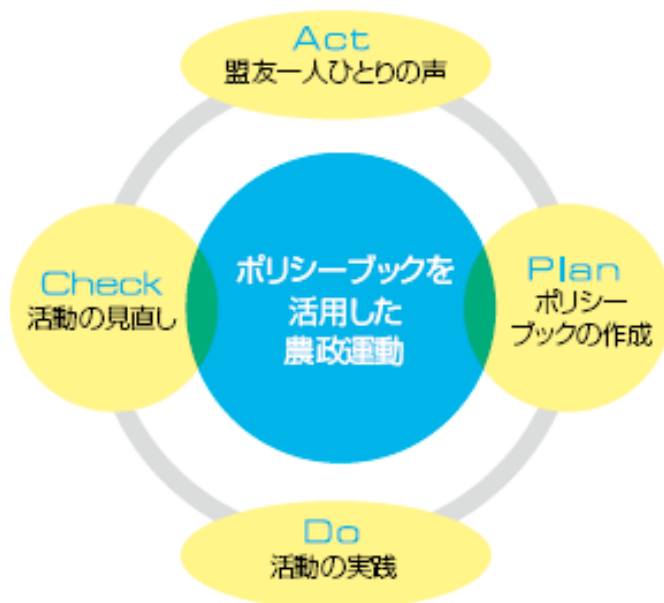 Act
盟友一人ひとりの声
Check
活動の見直し
ポリシーブックを
活用した
農政運動
Plan
ポリシー
ブックの作成
Do
活動の実践